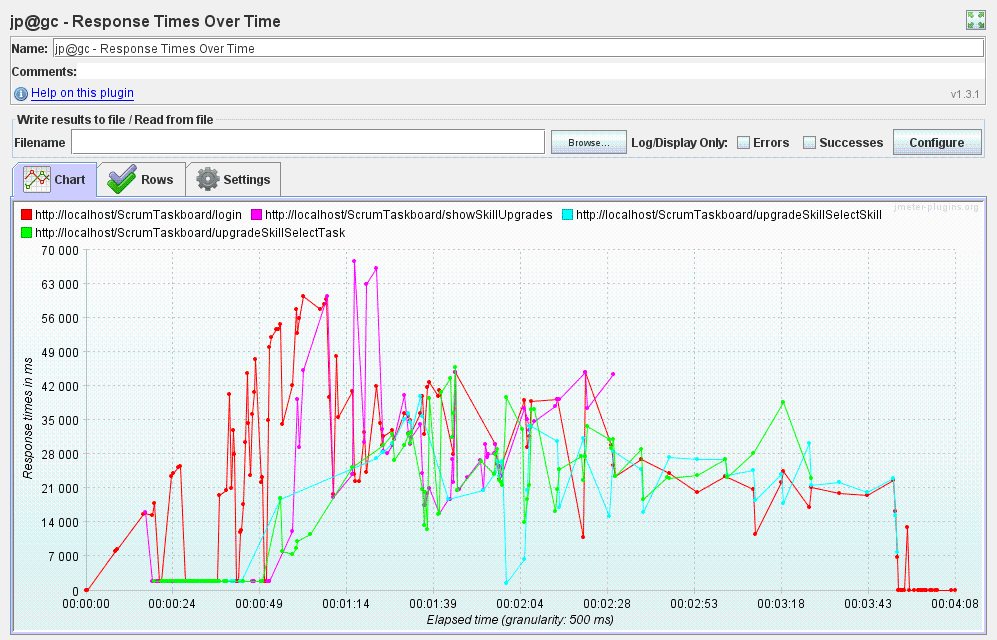 jp@gc - Response Times Over Time
Name: jp@gc - Response Times Over Time
Comments:
Help on this plugin
v1.3.1
Write results to file / Read from file
Filename Browse... Log/Display Only: Errors Successes Configure
Chart Rows Settings
jmeter-plugins.org
http://localhost/ScrumTaskboard/login http://localhost/ScrumTaskboard/showSkillUpgrades http://localhost/ScrumTaskboard/upgradeSkillSelectSkill
http://localhost/ScrumTaskboard/upgradeSkillSelectTask
70 000
63 000
56 000
49 000
42 000
35 000
28 000
21 000
14 000
7 000
0
Response times in ms
00:00:00 00:00:24 00:00:49 00:01:14 00:01:39 00:02:04 00:02:28 00:02:53 00:03:18 00:03:43 00:04:08
Elapsed time (granularity: 500 ms)